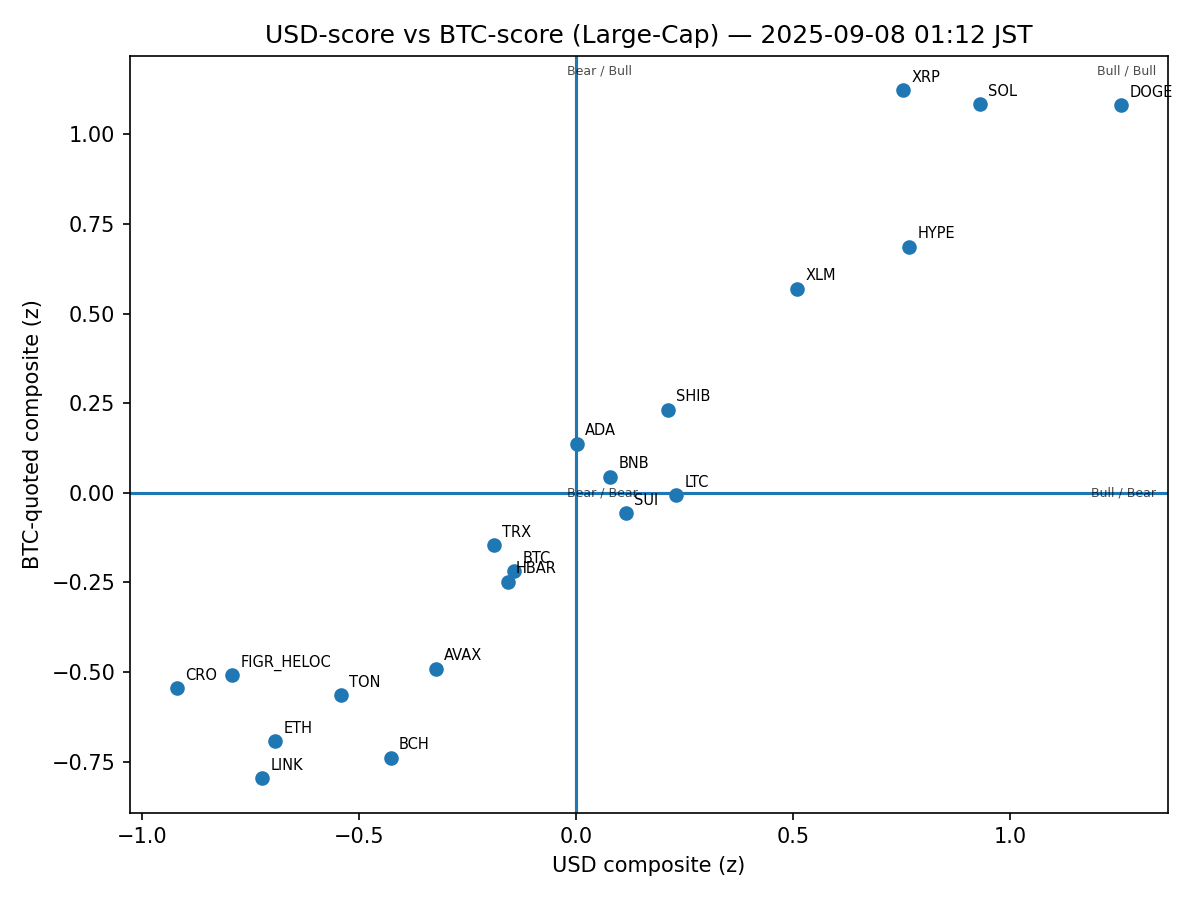 USD-score vs BTC-score (Large-Cap) — 2025-09-08 01:12 JST
Bear / Bull
Bull / Bull
XRP
SOL
DOGE
HYPE
XLM
SHIB
ADA
BNB
LTC
Bear / Bear
SUI
Bull / Bear
TRX
BTC
HBAR
AVAX
FIGR_HELOC
CRO
TON
ETH
BCH
LINK
1.00
0.75
0.50
0.25
0.00
−0.25
−0.50
−0.75
BTC-quoted composite (z)
−1.0
−0.5
0.0
0.5
1.0
USD composite (z)